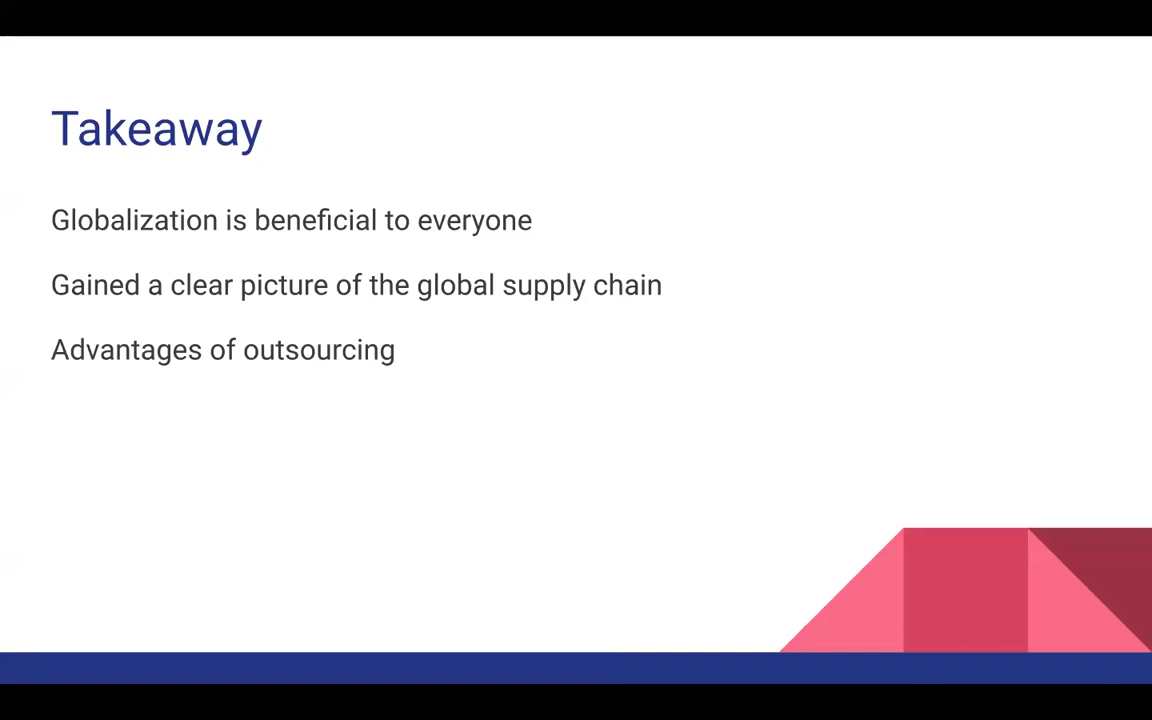 Takeaway
Globalization is beneficial to everyone
Gained a clear picture of the global supply chain
Advantages of outsourcing